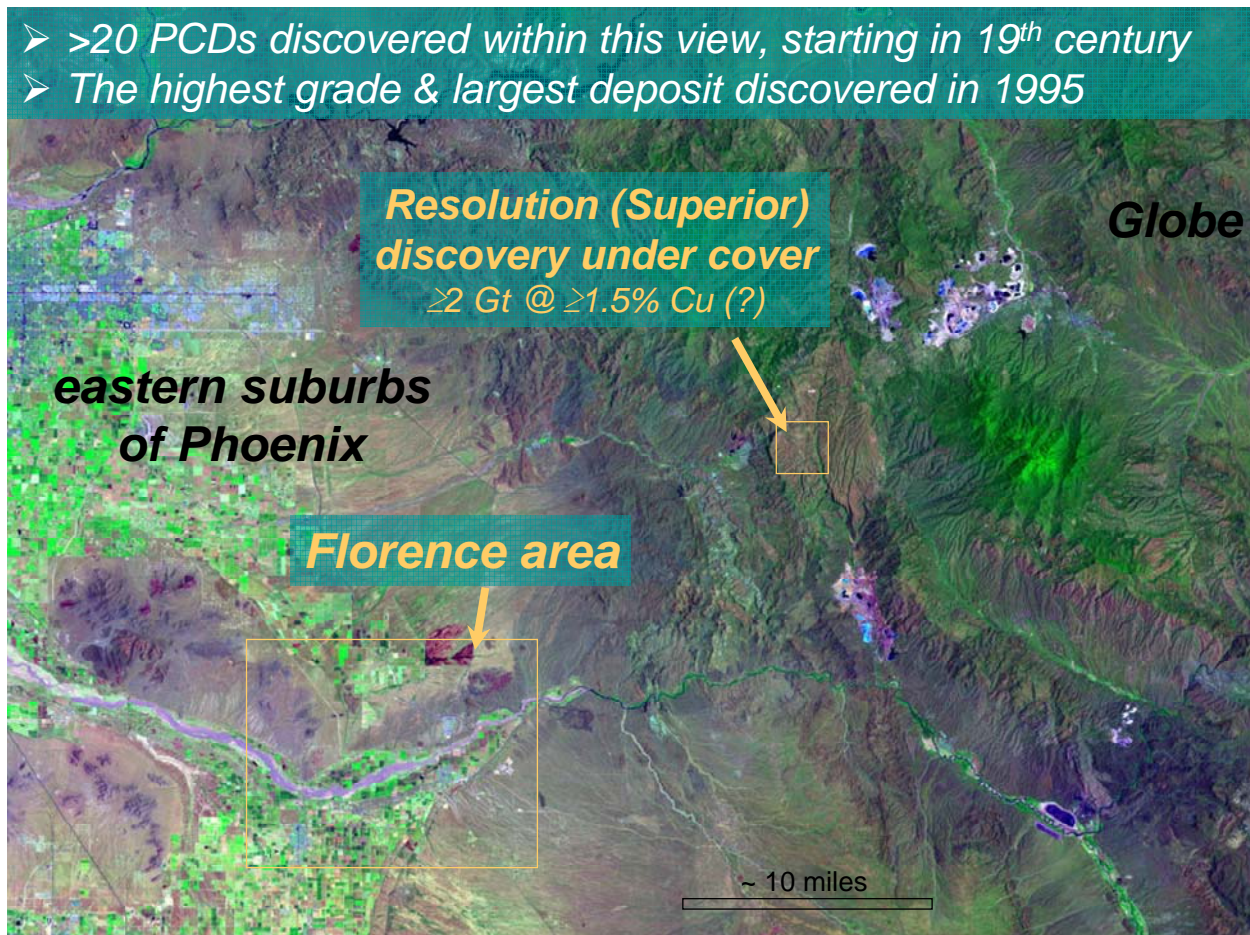 ➢ >20 PCDs discovered within this view, starting in 19th century
➢ The highest grade & largest deposit discovered in 1995
Resolution (Superior)
discovery under cover
≥2 Gt @ ≥1.5% Cu (?)
Globe
eastern suburbs
of Phoenix
Florence area
~ 10 miles